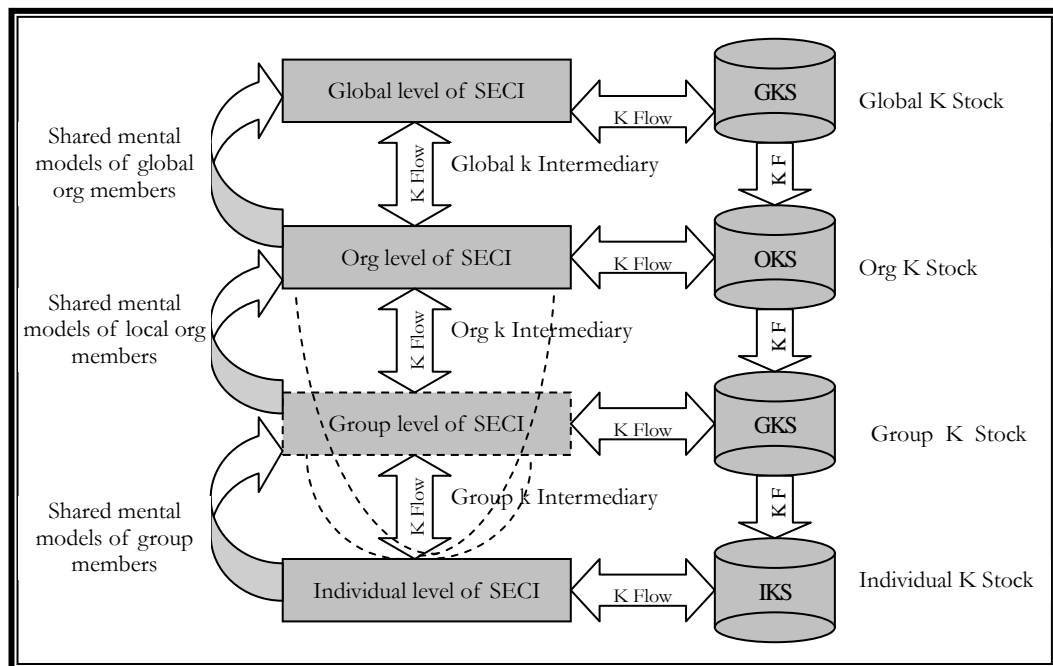 Global level of SECI
GKS
Global K Stock
K Flow
Shared mental
models of global
org members
K Flow
Global k Intermediary
K F
Org level of SECI
OKS
Org K Stock
K Flow
Shared mental
models of local org
members
K Flow
Org k Intermediary
K F
Group level of SECI
GKS
Group K Stock
K Flow
Shared mental
models of group
members
K Flow
Group k Intermediary
K F
Individual level of SECI
IKS
Individual K Stock
K Flow